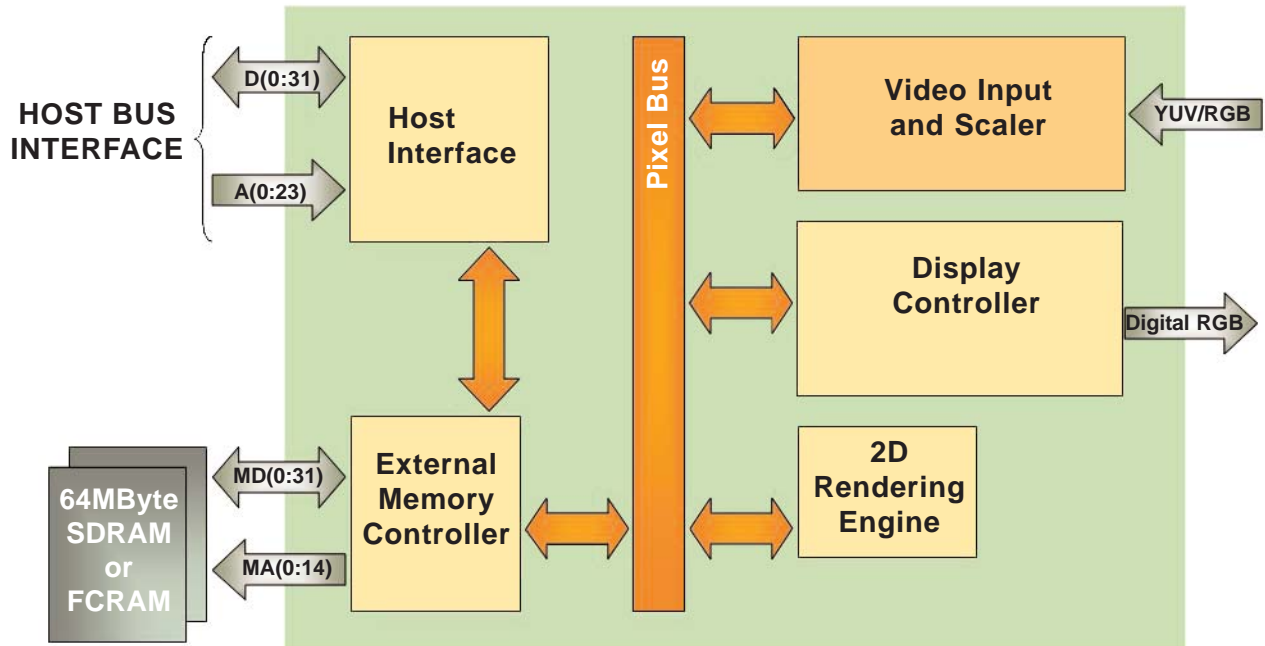 HOST BUS
INTERFACE
D(0:31)
A(0:23)
Host
Interface
Pixel Bus
Video Input
and Scaler
YUV/RGB
Display
Controller
Digital RGB
64MByte
SDRAM
or
FCRAM
MD(0:31)
MA(0:14)
External
Memory
Controller
2D
Rendering
Engine